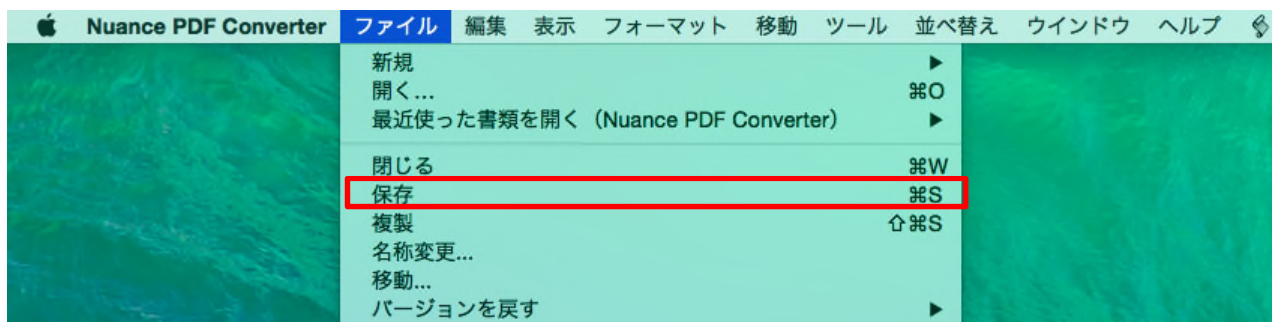 Nuance PDF Converter ファイル 編集 表示 フォーマット 移動 ツール 並べ替え ウインドウ ヘルプ
新規 ▶
開く... ⌘O
最近使った書類を開く（Nuance PDF Converter） ▶
閉じる ⌘W
保存 ⌘S
複製 ⇧⌘S
名称変更...
移動...
バージョンを戻す ▶